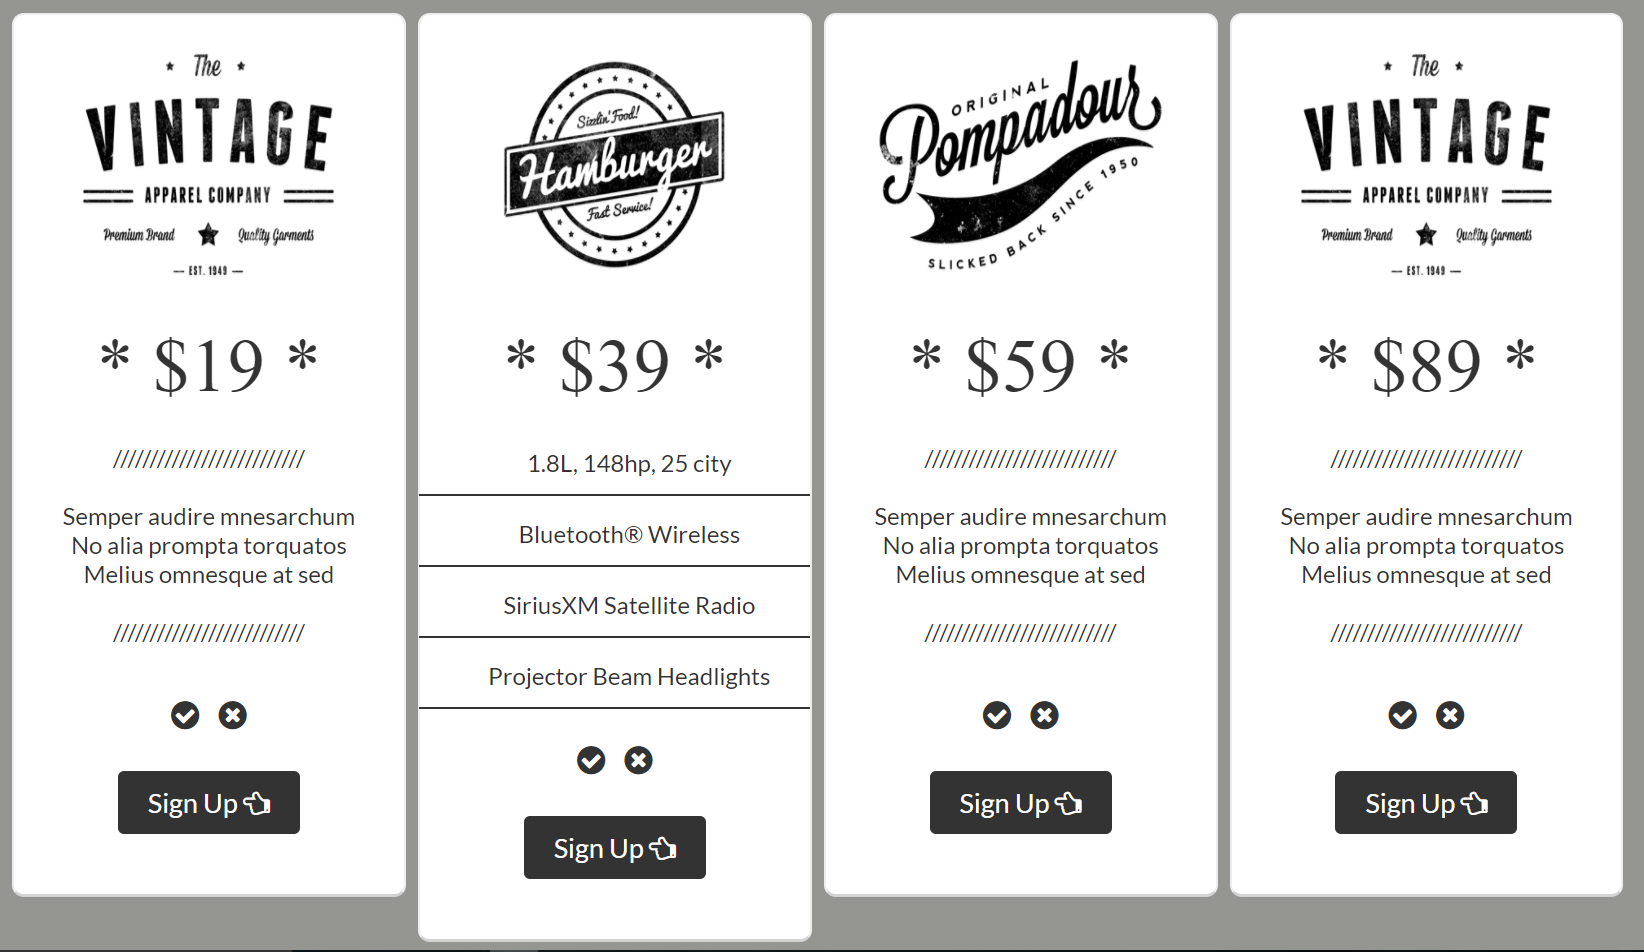 The
VINTAGE
APPAREL COMPANY
Premium Brand Quality Garments
EST. 1949
* $19 *
//////////////////////////
Semper audire mnesarchum
No alia prompta torquatos
Melius omnesque at sed
//////////////////////////
Sign Up
Sizzlin' Food!
Hamburger
Fast Service!
* $39 *
1.8L, 148hp, 25 city
Bluetooth® Wireless
SiriusXM Satellite Radio
Projector Beam Headlights
Sign Up
ORIGINAL
Pompadour
SLICKED BACK SINCE 1950
* $59 *
//////////////////////////
Semper audire mnesarchum
No alia prompta torquatos
Melius omnesque at sed
//////////////////////////
Sign Up
The
VINTAGE
APPAREL COMPANY
Premium Brand Quality Garments
EST. 1949
* $89 *
//////////////////////////
Semper audire mnesarchum
No alia prompta torquatos
Melius omnesque at sed
//////////////////////////
Sign Up